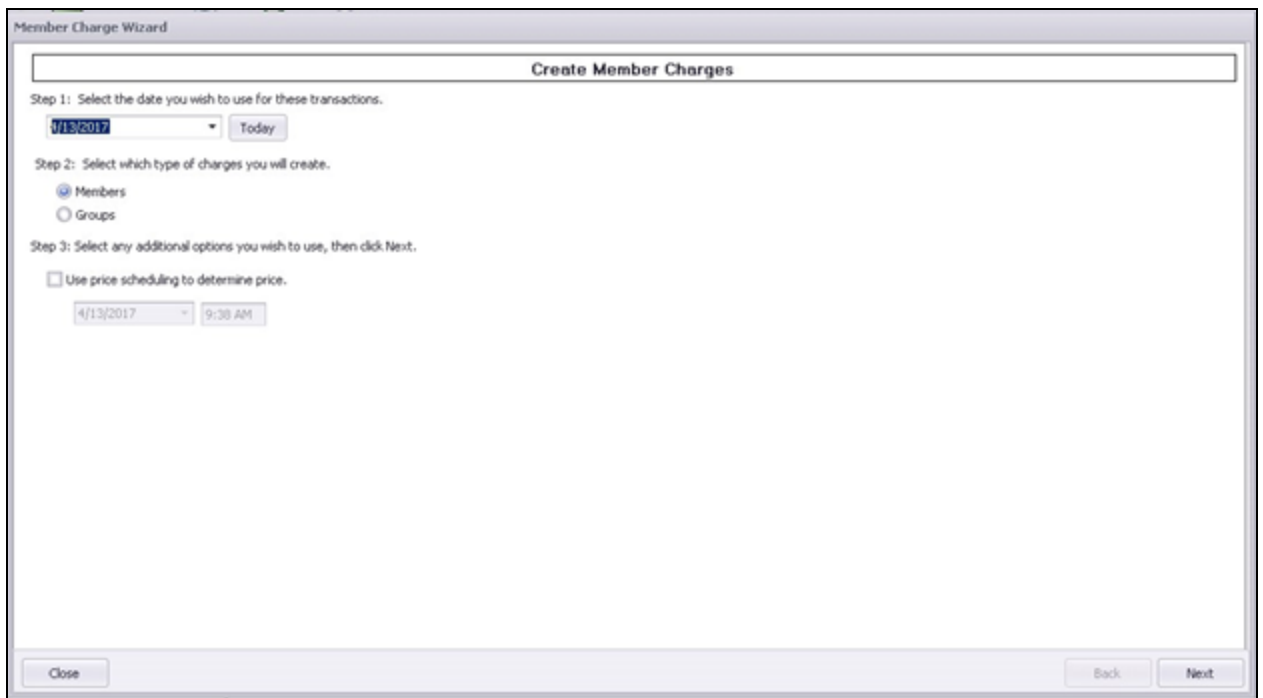 Member Charge Wizard
Create Member Charges
Step 1: Select the date you wish to use for these transactions.
4/13/2017 Today
Step 2: Select which type of charges you will create.
Members
Groups
Step 3: Select any additional options you wish to use, then click Next.
Use price scheduling to determine price.
4/13/2017 9:38 AM
Close Back Next